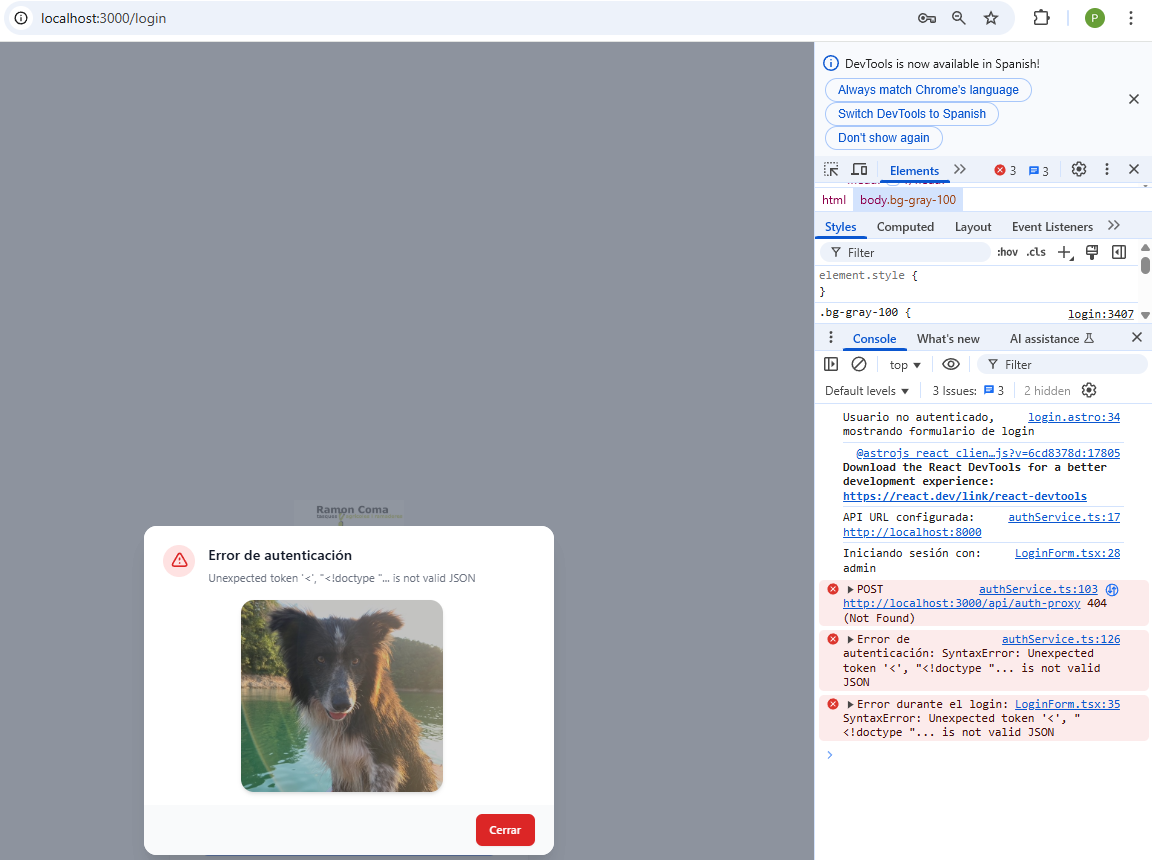 localhost:3000/login
P
DevTools is now available in Spanish!
Always match Chrome's language
Switch DevTools to Spanish
Don't show again
Elements
3
3
html
body.bg-gray-100
Styles
Computed
Layout
Event Listeners
Filter
:hov
.cls
element.style {
}
.bg-gray-100 {
login:3407
Console
What's new
AI assistance
top
Filter
Default levels
3 Issues:
3
2 hidden
Usuario no autenticado,
login.astro:34
mostrando formulario de login
@astrojs react clien…js?v=6cd8378d:17805
Download the React DevTools for a better
development experience:
https://react.dev/link/react-devtools
API URL configurada:
authService.ts:17
http://localhost:8000
Iniciando sesión con:
LoginForm.tsx:28
admin
POST
authService.ts:103
http://localhost:3000/api/auth-proxy 404
(Not Found)
Error de
authService.ts:126
autenticación: SyntaxError: Unexpected
token '<', "<!doctype "... is not valid
JSON
Error durante el login:
LoginForm.tsx:35
SyntaxError: Unexpected token '<', "
<!doctype "... is not valid JSON
Ramon Coma
Error de autenticación
Unexpected token '<', "<!doctype "... is not valid JSON
Cerrar